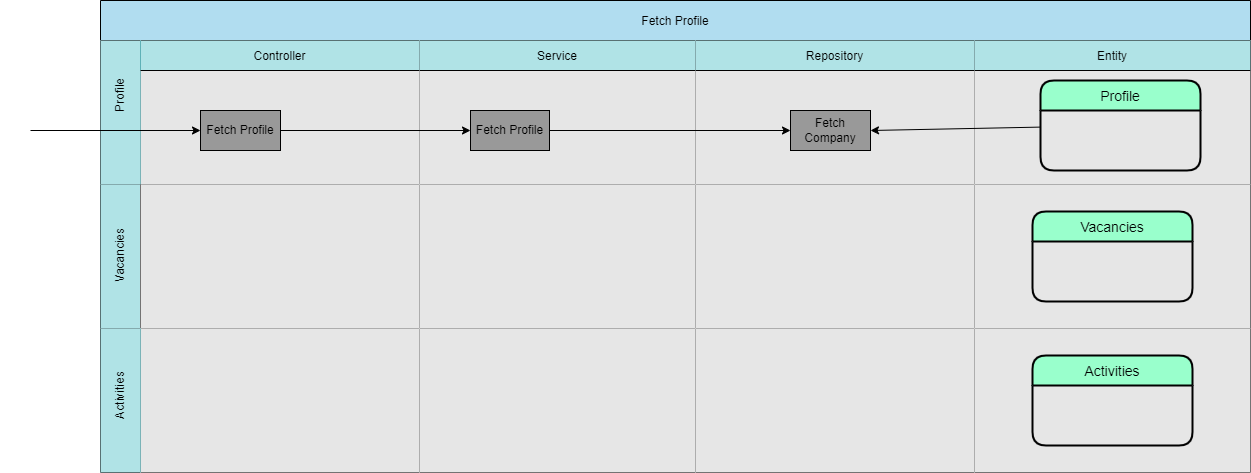 Fetch Profile
Controller
Service
Repository
Entity
Profile
Fetch Profile
Fetch Profile
Fetch
Company
Profile
Vacancies
Vacancies
Activities
Activities